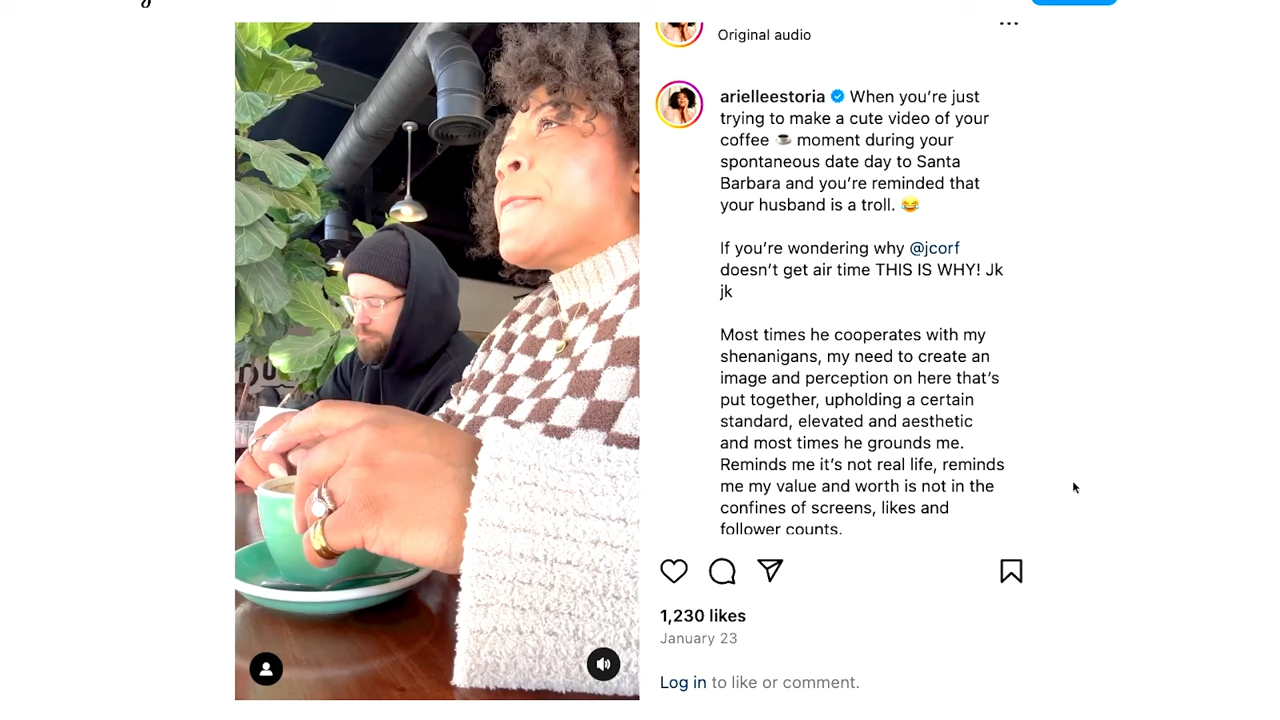 Original audio
arielleestoria When you’re just
trying to make a cute video of your
coffee ☕ moment during your
spontaneous date day to Santa
Barbara and you’re reminded that
your husband is a troll. 😂
If you’re wondering why @jcorf
doesn’t get air time THIS IS WHY! Jk
jk
Most times he cooperates with my
shenanigans, my need to create an
image and perception on here that’s
put together, upholding a certain
standard, elevated and aesthetic
and most times he grounds me.
Reminds me it’s not real life, reminds
me my value and worth is not in the
confines of screens, likes and
follower counts.
1,230 likes
January 23
Log in to like or comment.